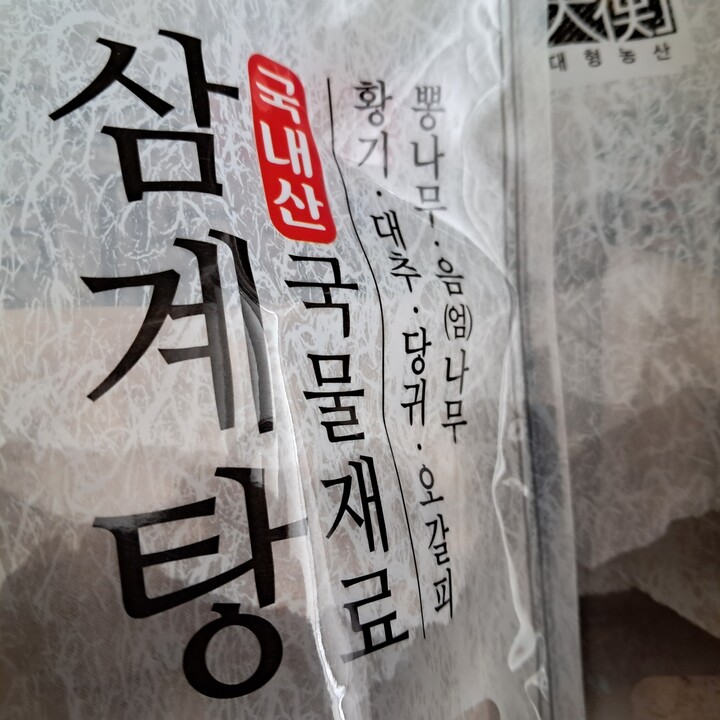 삼계탕
국내산
국물재료
황기·대추·당귀·오갈피
뽕나무·음(엄)나무
대형농산